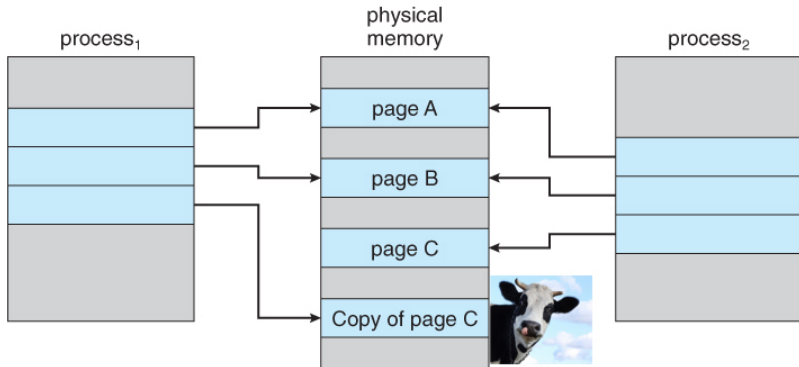 process₁
physical
memory
process₂
page A
page B
page C
Copy of page C